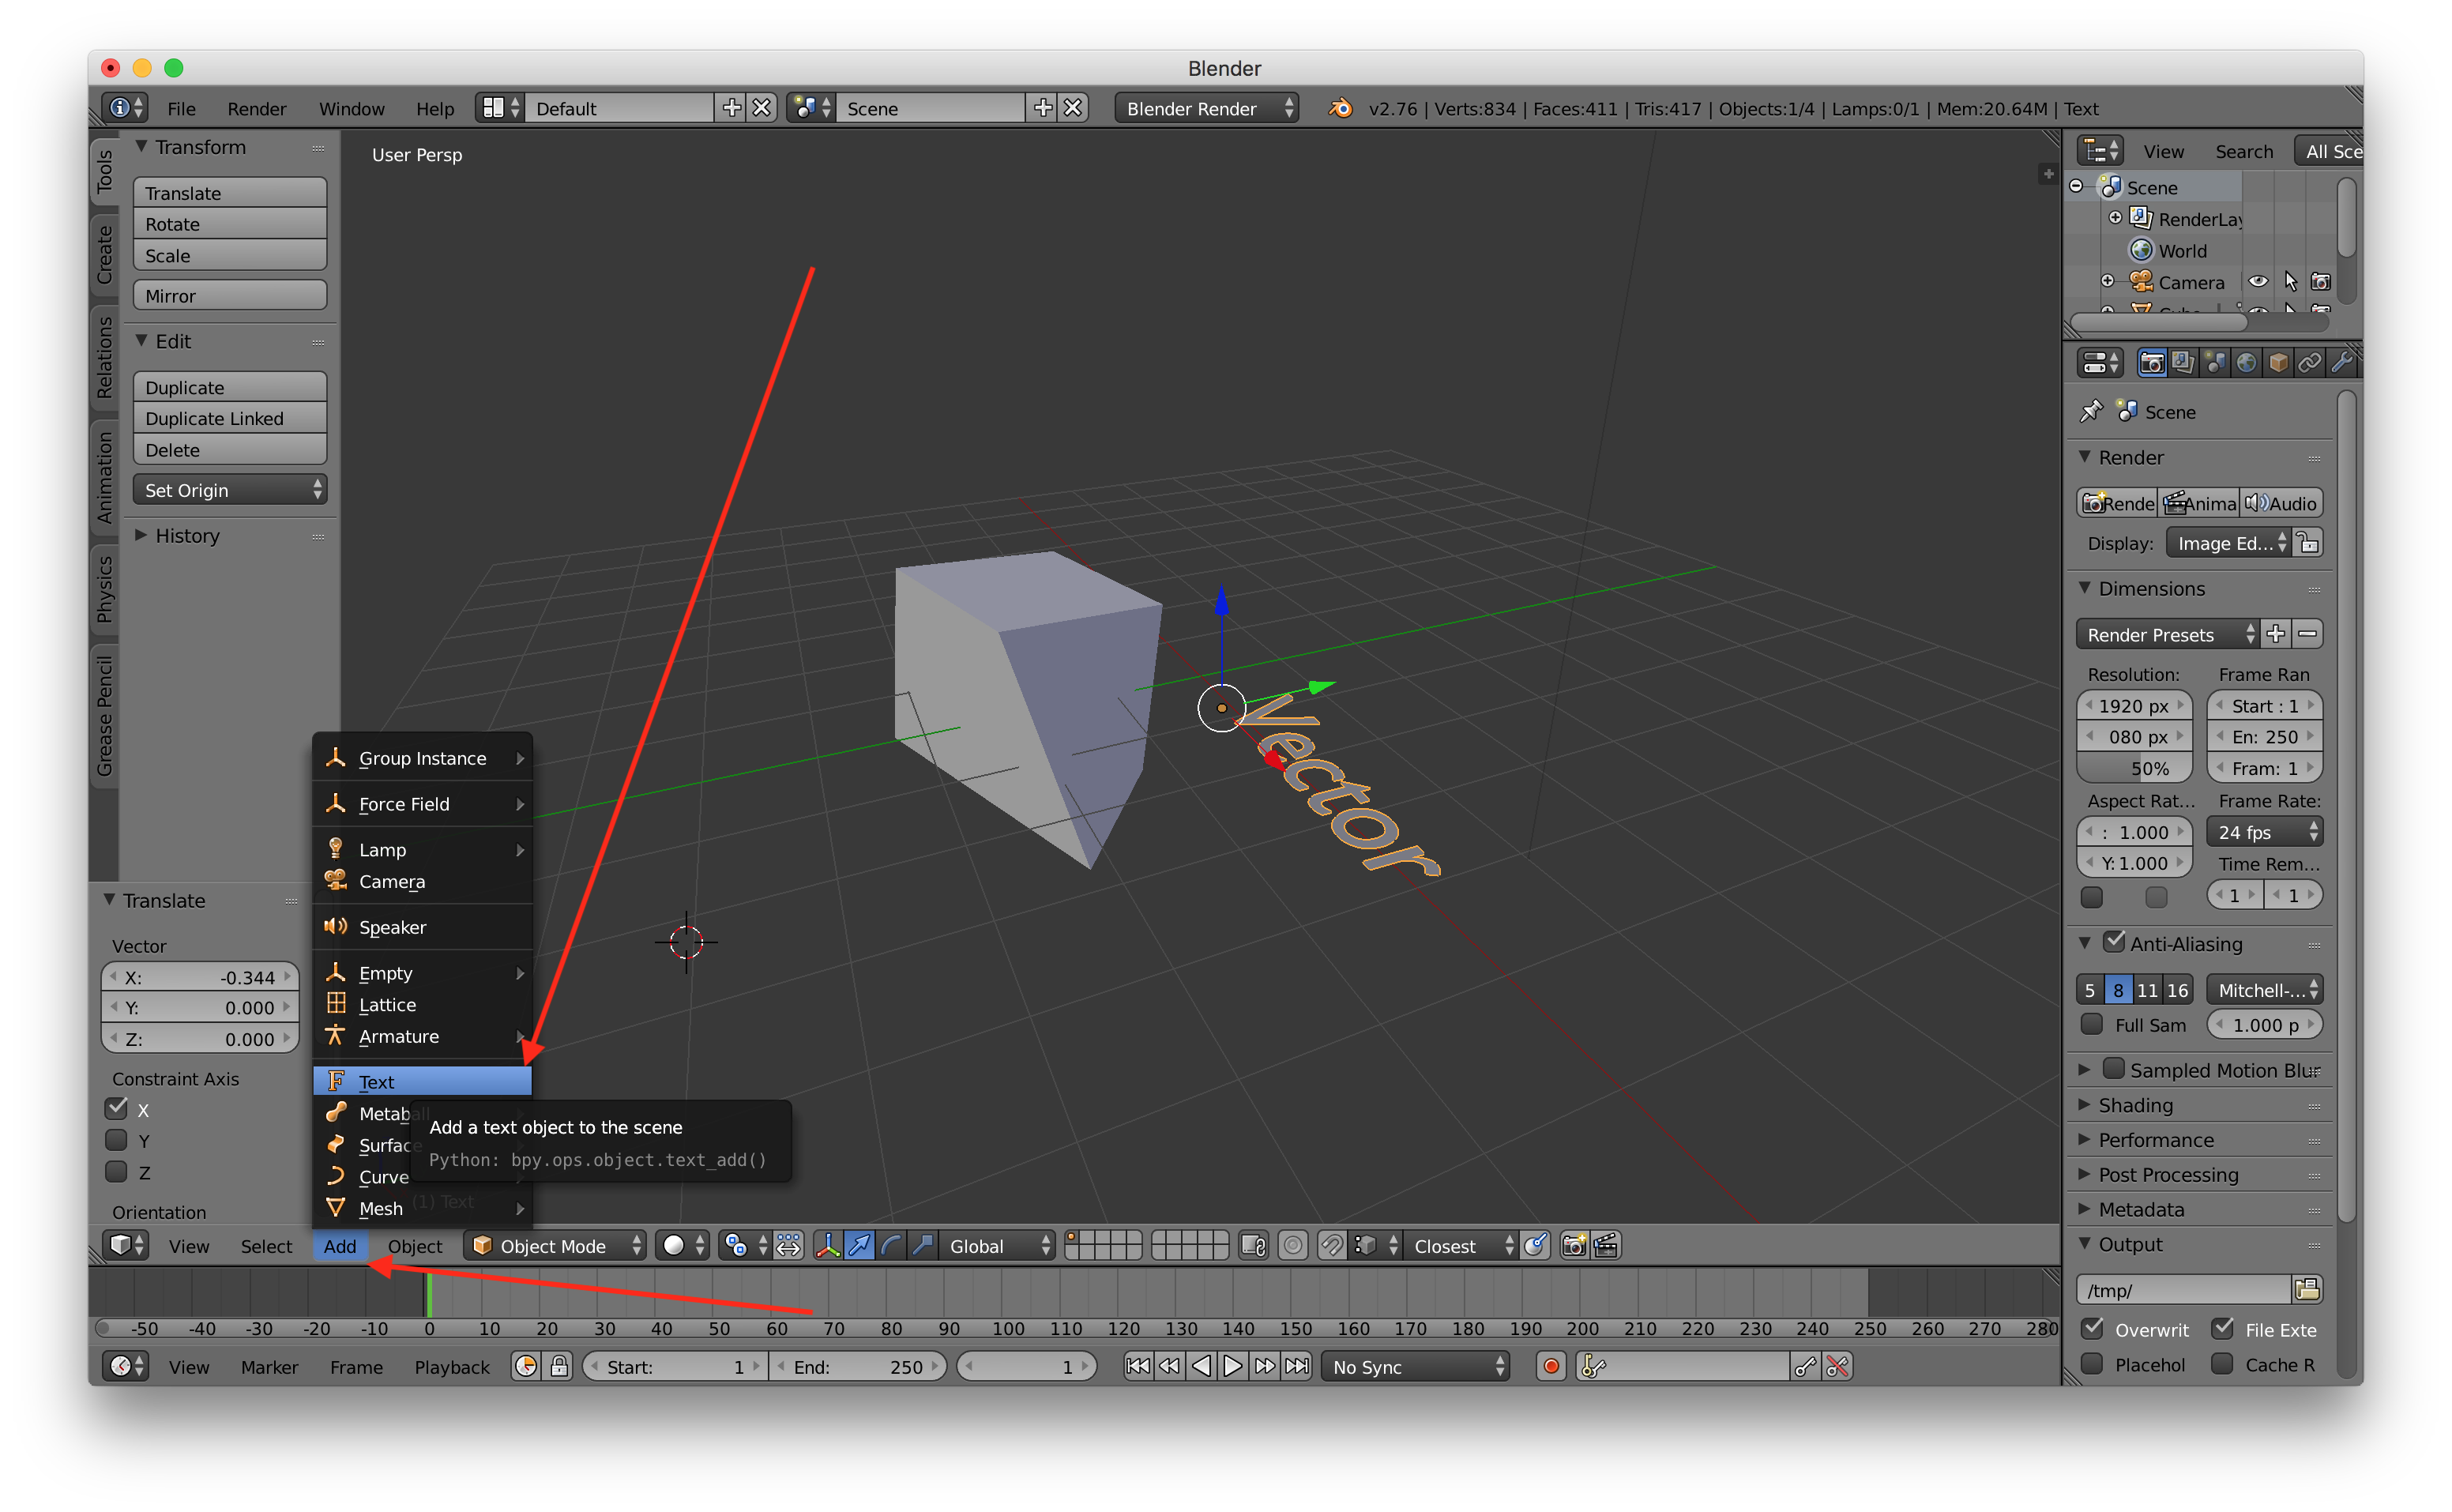 Blender
File Render Window Help Default Scene Blender Render v2.76 | Verts:834 | Faces:411 | Tris:417 | Objects:1/4 | Lamps:0/1 | Mem:20.64M | Text
Tools
Create
Relations
Animation
Physics
Grease Pencil
Transform
Translate
Rotate
Scale
Mirror
Edit
Duplicate
Duplicate Linked
Delete
Set Origin
History
Translate
Vector
X: -0.344
Y: 0.000
Z: 0.000
Constraint Axis
X
Y
Z
Orientation
User Persp
Vector
Group Instance
Force Field
Lamp
Camera
Speaker
Empty
Lattice
Armature
Text
Metaball
Surface
Curve
Mesh
Add a text object to the scene
Python: bpy.ops.object.text_add()
(1) Text
View Select Add Object Object Mode Global Closest
-50 -40 -30 -20 -10 0 10 20 30 40 50 60 70 80 90 100 110 120 130 140 150 160 170 180 190 200 210 220 230 240 250 260 270 280
View Marker Frame Playback Start: 1 End: 250 1 No Sync
View Search All Sce
Scene
RenderLay
World
Camera
Scene
Render
Rende Anima Audio
Display: Image Ed...
Dimensions
Render Presets
Resolution: Frame Ran
1920 px Start : 1
080 px En: 250
50% Fram: 1
Aspect Rat... Frame Rate:
: 1.000 24 fps
Y: 1.000 Time Rem...
1 1
Anti-Aliasing
5 8 11 16 Mitchell-...
Full Sam 1.000 p
Sampled Motion Blur
Shading
Performance
Post Processing
Metadata
Output
/tmp/
Overwrit File Exte
Placehol Cache R